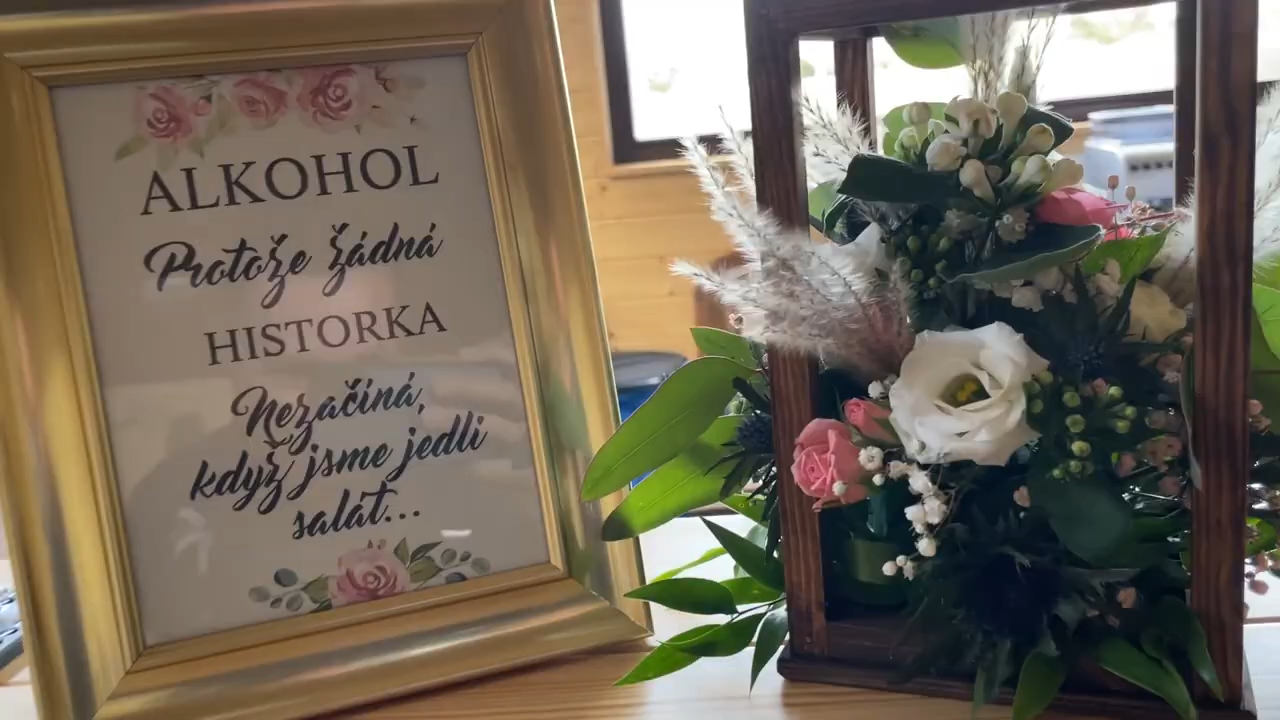 ALKOHOL
Protože žádná
HISTORKA
Nezačíná,
když jsme jedli
salát...